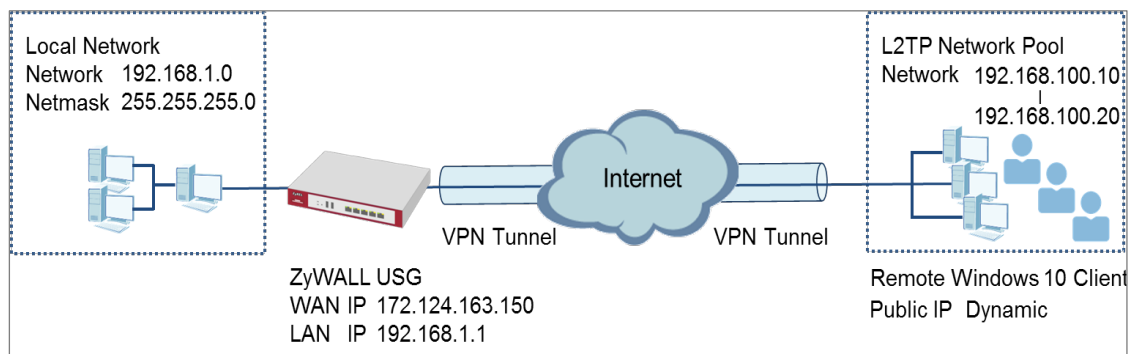 Local Network
Network 192.168.1.0
Netmask 255.255.255.0
L2TP Network Pool
Network 192.168.100.10
|
192.168.100.20
Internet
VPN Tunnel
VPN Tunnel
ZyWALL USG
WAN IP 172.124.163.150
LAN IP 192.168.1.1
Remote Windows 10 Client
Public IP Dynamic